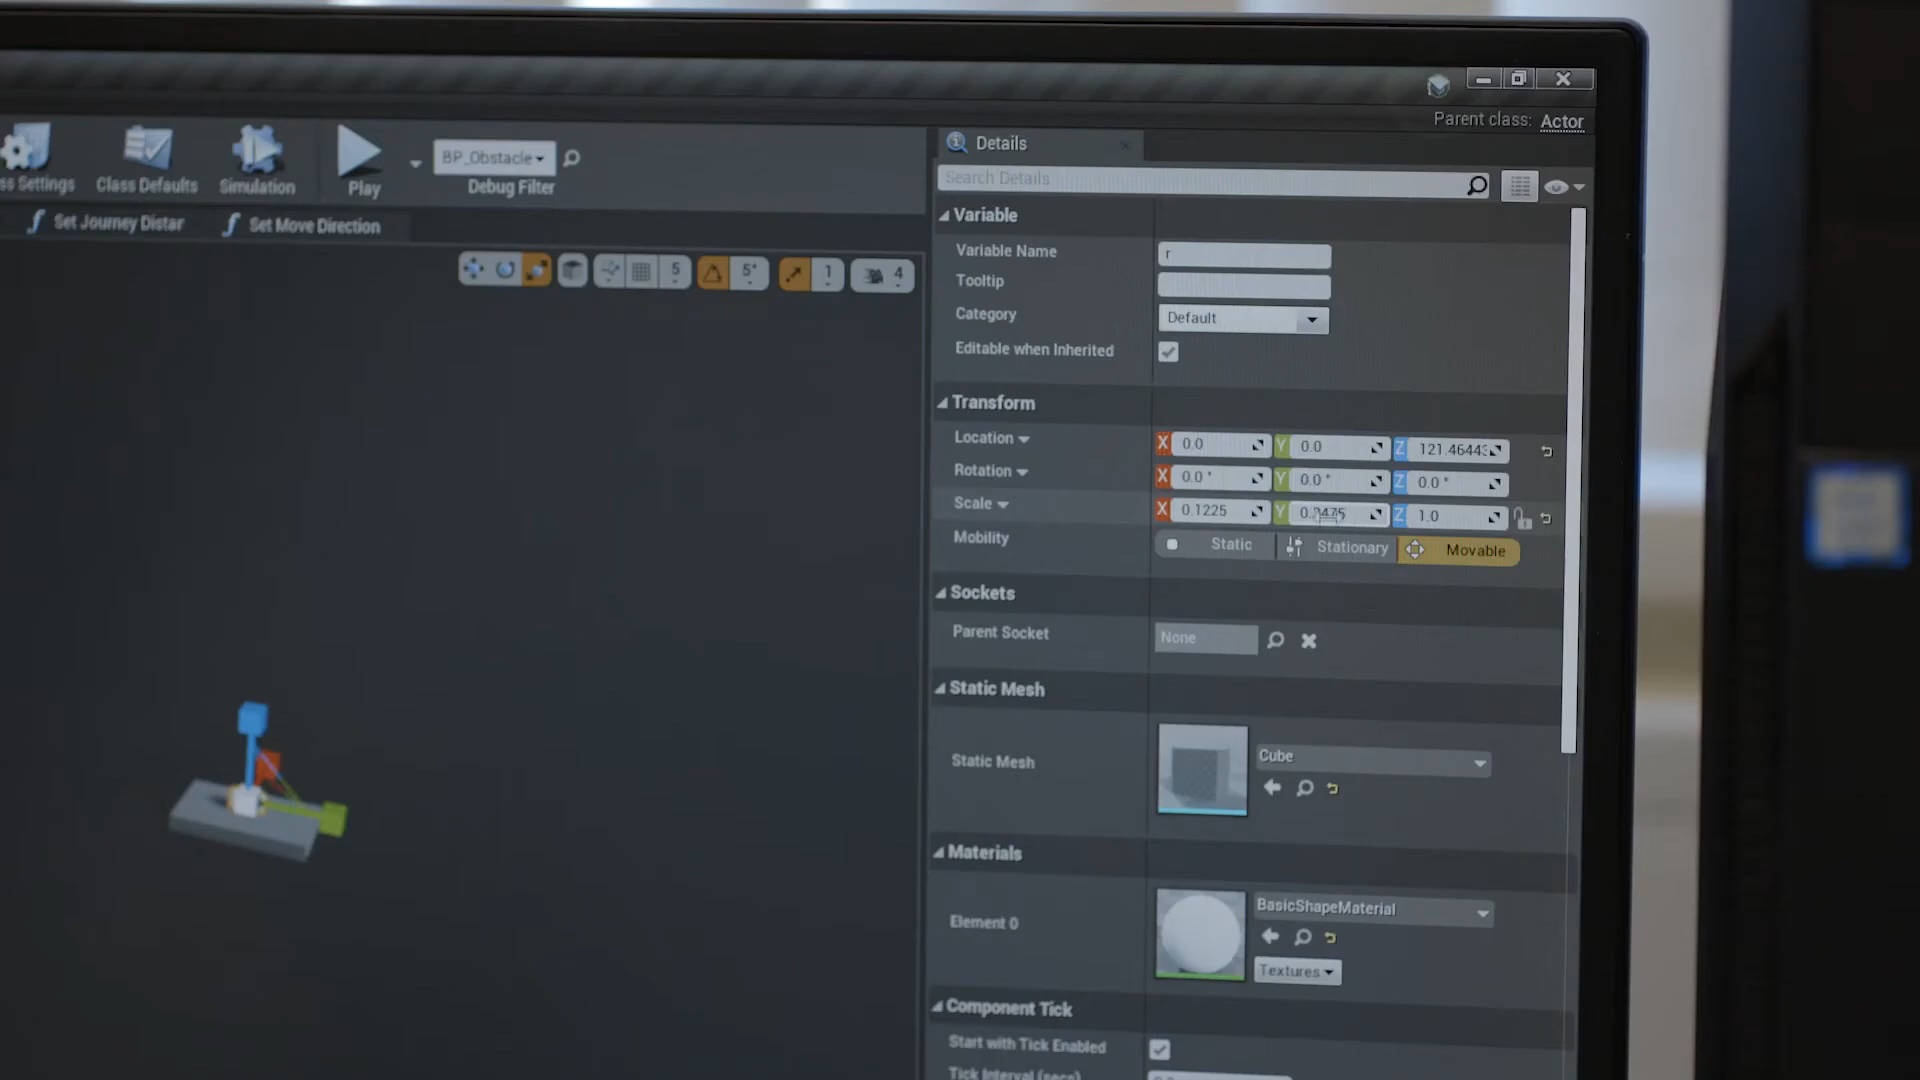 Parent class: Actor
ss Settings
Class Defaults
Simulation
Play
BP_Obstacle
Debug Filter
Set Journey Distar
Set Move Direction
5
5°
1
4
Details
Search Details
Variable
Variable Name
r
Tooltip
Category
Default
Editable when Inherited
Transform
Location
X
0.0
Y
0.0
Z
121.4644
Rotation
X
0.0 °
Y
0.0 °
Z
0.0 °
Scale
X
0.1225
Y
Z
1.0
Mobility
Static
Stationary
Movable
Sockets
Parent Socket
None
Static Mesh
Static Mesh
Cube
Materials
Element 0
BasicShapeMaterial
Textures
Component Tick
Start with Tick Enabled
Tick Interval (secs)